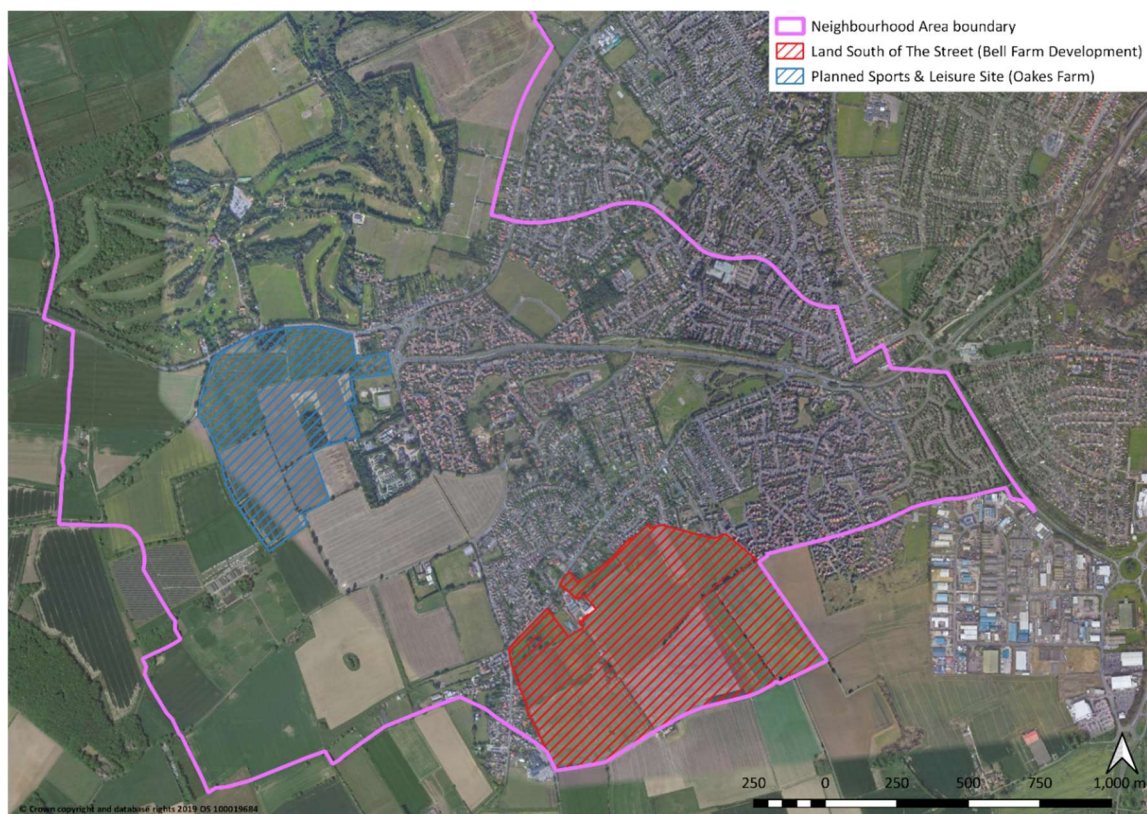 Neighbourhood Area boundary
Land South of The Street (Bell Farm Development)
Planned Sports & Leisure Site (Oakes Farm)
250 0 250 500 750 1,000 m
© Crown copyright and database rights 2019 OS 100019684